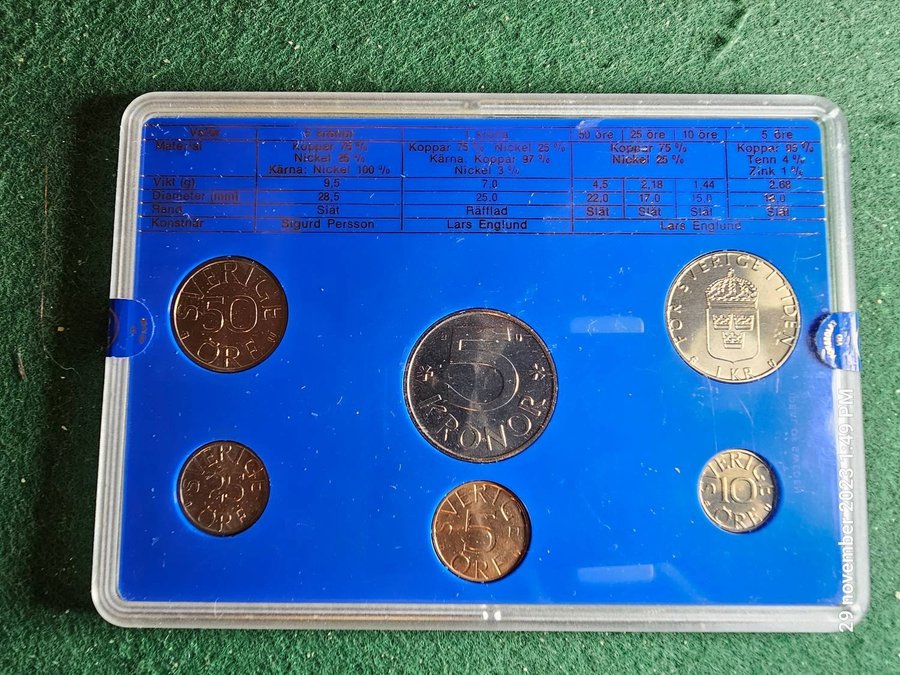 Valör 5 kronor 1 krona 50 öre 25 öre 10 öre 5 öre
Material Koppar 75 % Koppar 75 % Nickel 25 % Koppar 75 % Koppar 95 %
Nickel 25 % Kärna: Koppar 97 % Nickel 25 % Tenn 4 %
Kärna: Nickel 100 % Nickel 3 % Zink 1 %
Vikt (g) 9,5 7,0 4,5 2,18 1,44 2,68
Diameter (mm) 28,5 25,0 22,0 17,0 15,0 18,0
Rand Slät Räfflad Slät Slät Slät Slät
Konstnär Sigurd Persson Lars Englund Lars Englund
SVERIGE
50
ÖRE
5
KRONOR
FÖR SVERIGE I TIDEN
1 KR
SVERIGE
25
ÖRE
SVERIGE
5
ÖRE
SVERIGE
10
ÖRE
29 november 2023 1:49 PM